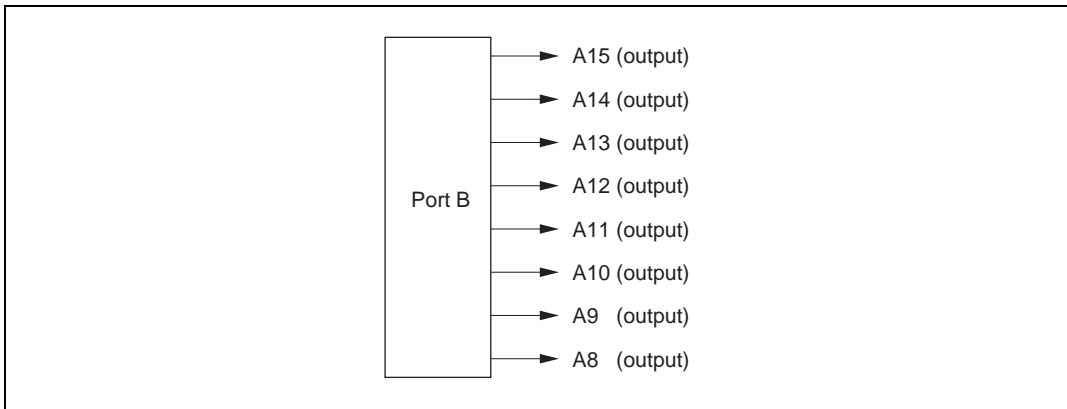 A15 (output)
A14 (output)
A13 (output)
A12 (output)
Port B
A11 (output)
A10 (output)
A9 (output)
A8 (output)